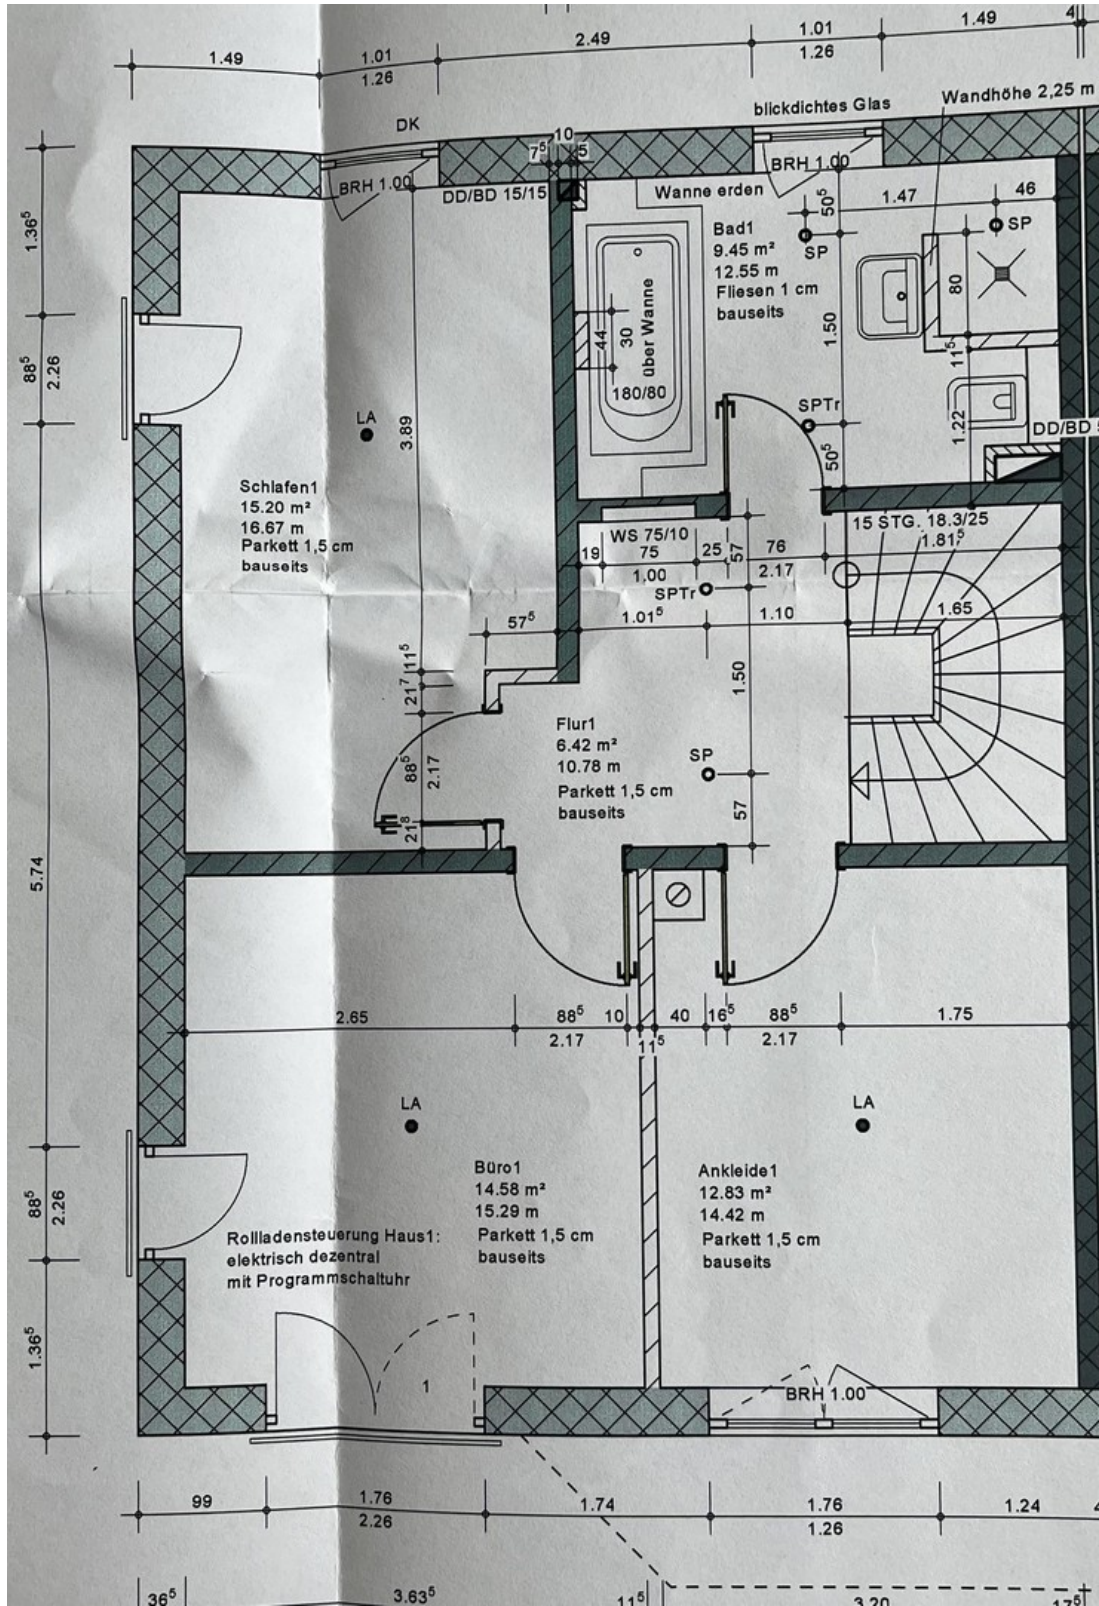 1.49
1.01
1.26
2.49
1.01
1.26
1.49
4
DK
blickdichtes Glas
Wandhöhe 2,25 m
10
7⁵
5
BRH 1.00
DD/BD 15/15
Wanne erden
BRH 1.00
50⁵
1.47
46
SP
SP
1.36⁵
Bad1
9.45 m²
12.55 m
Fliesen 1 cm
bauseits
80
88⁵
2.26
44
30
über Wanne
180/80
1.50
11⁵
LA
3.89
SPTr
50⁵
1.22
DD/BD
Schlafen1
15.20 m²
16.67 m
Parkett 1,5 cm
bauseits
WS 75/10
19
75
1,00
25
57
76
2.17
15 STG. 18.3/25
1.81⁵
SPTr
57⁵
1.01⁵
1.10
1.65
11⁵
21⁷
1.50
Flur1
6.42 m²
10.78 m
Parkett 1,5 cm
bauseits
SP
88⁵
2.17
21⁸
57
5.74
2.65
88⁵
2.17
10
11⁵
40
16⁵
88⁵
2.17
1.75
LA
LA
Büro1
14.58 m²
15.29 m
Parkett 1,5 cm
bauseits
Ankleide1
12.83 m²
14.42 m
Parkett 1,5 cm
bauseits
88⁵
2.26
Rollladensteuerung Haus1:
elektrisch dezentral
mit Programmschaltuhr
1.36⁵
1
BRH 1.00
99
1.76
2.26
1.74
1.76
1.26
1.24
36⁵
3.63⁵
11⁵
3.20
17⁵